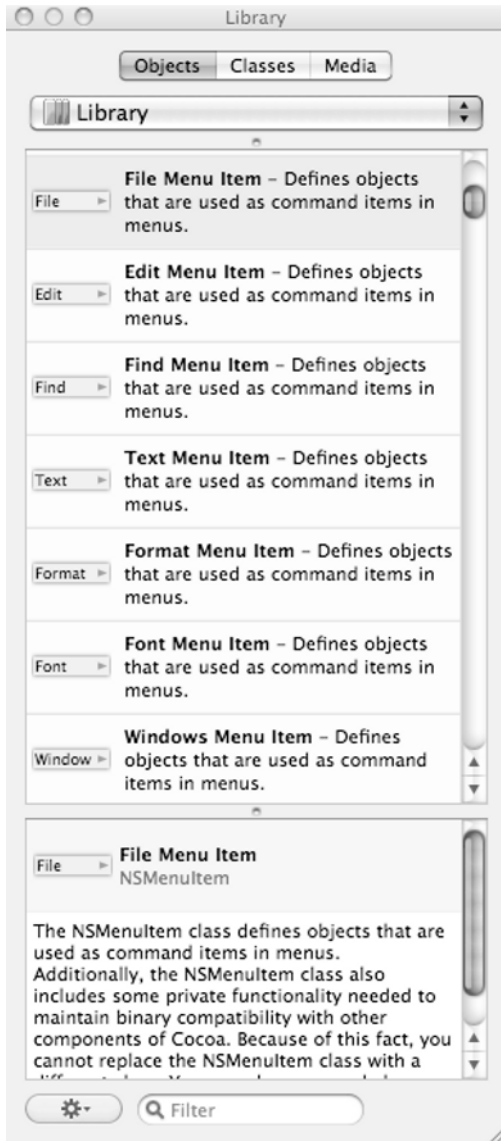 Library
Objects Classes Media
Library
File
File Menu Item – Defines objects
that are used as command items in
menus.
Edit
Edit Menu Item – Defines objects
that are used as command items in
menus.
Find
Find Menu Item – Defines objects
that are used as command items in
menus.
Text
Text Menu Item – Defines objects
that are used as command items in
menus.
Format
Format Menu Item – Defines objects
that are used as command items in
menus.
Font
Font Menu Item – Defines objects
that are used as command items in
menus.
Window
Windows Menu Item – Defines
objects that are used as command
items in menus.
File
File Menu Item
NSMenuItem
The NSMenuItem class defines objects that are
used as command items in menus.
Additionally, the NSMenuItem class also
includes some private functionality needed to
maintain binary compatibility with other
components of Cocoa. Because of this fact, you
cannot replace the NSMenuItem class with a
Filter